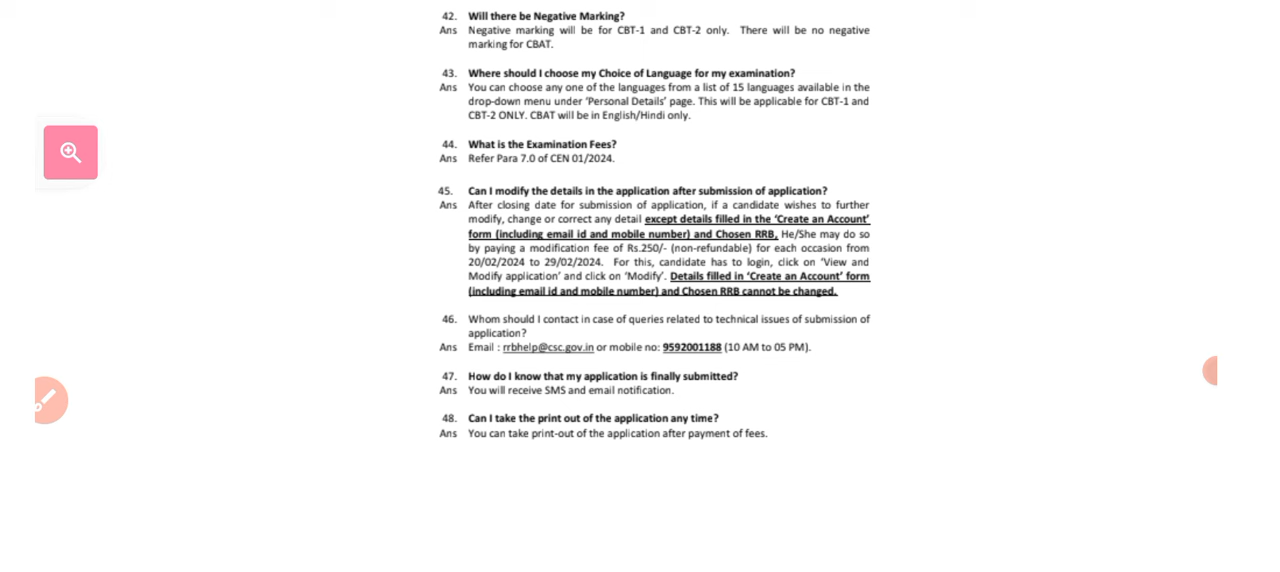 42. Will there be Negative Marking?
Ans Negative marking will be for CBT-1 and CBT-2 only. There will be no negative
marking for CBAT.
43. Where should I choose my Choice of Language for my examination?
Ans You can choose any one of the languages from a list of 15 languages available in the
drop-down menu under ‘Personal Details’ page. This will be applicable for CBT-1 and
CBT-2 ONLY. CBAT will be in English/Hindi only.
44. What is the Examination Fees?
Ans Refer Para 7.0 of CEN 01/2024.
45. Can I modify the details in the application after submission of application?
Ans After closing date for submission of application, if a candidate wishes to further
modify, change or correct any detail except details filled in the ‘Create an Account’
form (including email id and mobile number) and Chosen RRB, He/She may do so
by paying a modification fee of Rs.250/- (non-refundable) for each occasion from
20/02/2024 to 29/02/2024. For this, candidate has to login, click on ‘View and
Modify application’ and click on ‘Modify’. Details filled in ‘Create an Account’ form
(including email id and mobile number) and Chosen RRB cannot be changed.
46. Whom should I contact in case of queries related to technical issues of submission of
application?
Ans Email : rrbhelp@csc.gov.in or mobile no: 9592001188 (10 AM to 05 PM).
47. How do I know that my application is finally submitted?
Ans You will receive SMS and email notification.
48. Can I take the print out of the application any time?
Ans You can take print-out of the application after payment of fees.